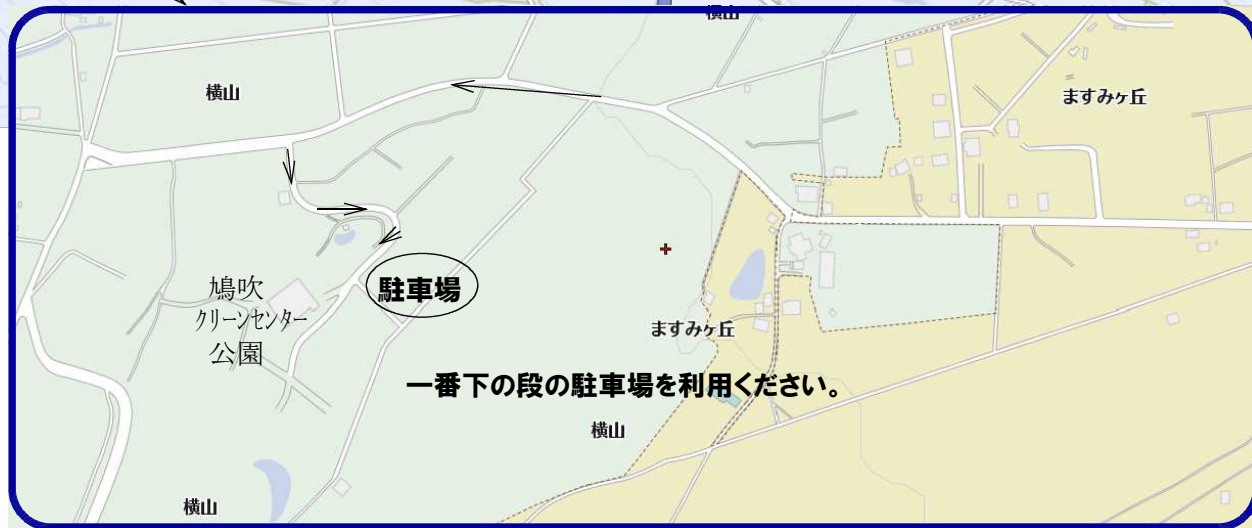 横山
横山
ますみヶ丘
駐車場
鳩吹
クリーンセンター
公園
ますみヶ丘
一番下の段の駐車場を利用ください。
横山
横山